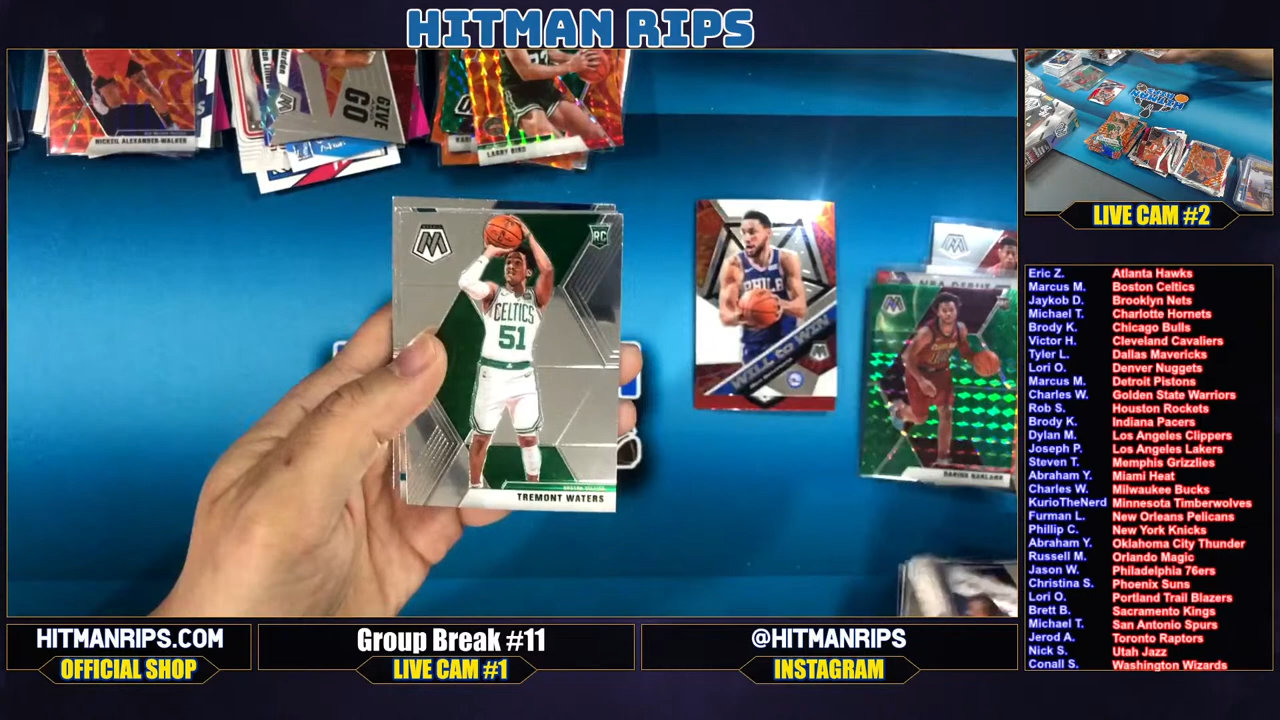 HITMAN RIPS
NICKEIL ALEXANDER-WALKER
GIVE
GO
LARRY BIRD
RC
CELTICS
51
TREMONT WATERS
PHILA
WILL to WIN
NBA DEBUT
DARIUS GARLAND
LIVE CAM #2
Eric Z. Atlanta Hawks
Marcus M. Boston Celtics
Jaykob D. Brooklyn Nets
Michael T. Charlotte Hornets
Brody K. Chicago Bulls
Victor H. Cleveland Cavaliers
Tyler L. Dallas Mavericks
Lori O. Denver Nuggets
Marcus M. Detroit Pistons
Charles W. Golden State Warriors
Rob S. Houston Rockets
Brody K. Indiana Pacers
Dylan M. Los Angeles Clippers
Joseph P. Los Angeles Lakers
Steven T. Memphis Grizzlies
Abraham Y. Miami Heat
Charles W. Milwaukee Bucks
KurioTheNerd Minnesota Timberwolves
Furman L. New Orleans Pelicans
Phillip C. New York Knicks
Abraham Y. Oklahoma City Thunder
Russell M. Orlando Magic
Jason W. Philadelphia 76ers
Christina S. Phoenix Suns
Lori O. Portland Trail Blazers
Brett B. Sacramento Kings
Michael T. San Antonio Spurs
Jerod A. Toronto Raptors
Nick S. Utah Jazz
Conall S. Washington Wizards
HITMANRIPS.COM
OFFICIAL SHOP
Group Break #11
LIVE CAM #1
@HITMANRIPS
INSTAGRAM